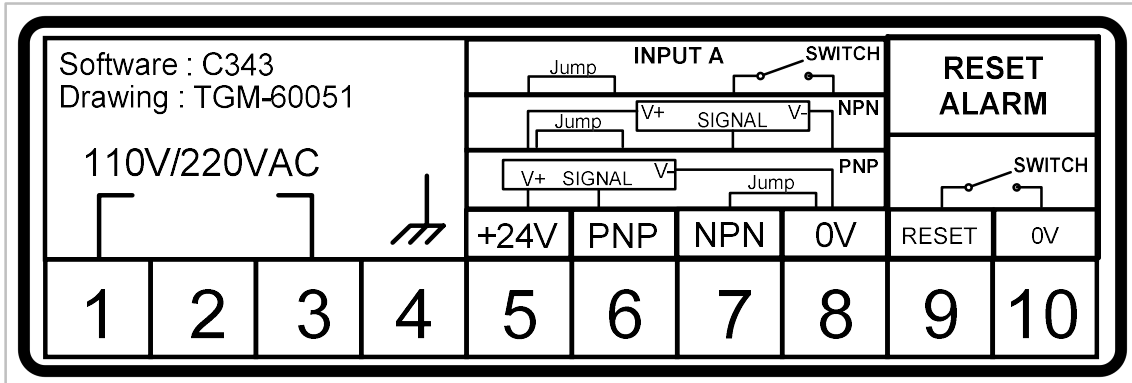 Software : C343
Drawing : TGM-60051
110V/220VAC
INPUT A
Jump
SWITCH
V+ SIGNAL V- NPN
Jump
V+ SIGNAL V- PNP
Jump
RESET
ALARM
SWITCH
+24V PNP NPN 0V RESET 0V
1 2 3 4 5 6 7 8 9 10